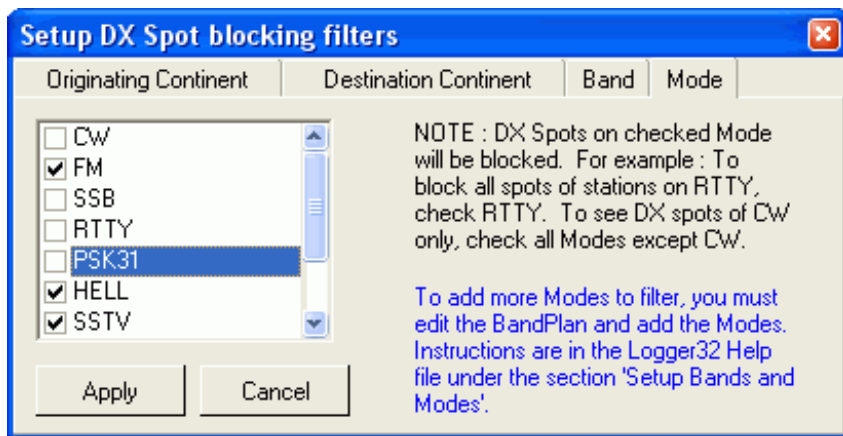 Setup DX Spot blocking filters
Originating Continent Destination Continent Band Mode
CW
FM
SSB
RTTY
PSK31
HELL
SSTV
NOTE : DX Spots on checked Mode
will be blocked. For example : To
block all spots of stations on RTTY,
check RTTY. To see DX spots of CW
only, check all Modes except CW.
To add more Modes to filter, you must
edit the BandPlan and add the Modes.
Instructions are in the Logger32 Help
file under the section 'Setup Bands and
Modes'.
Apply Cancel